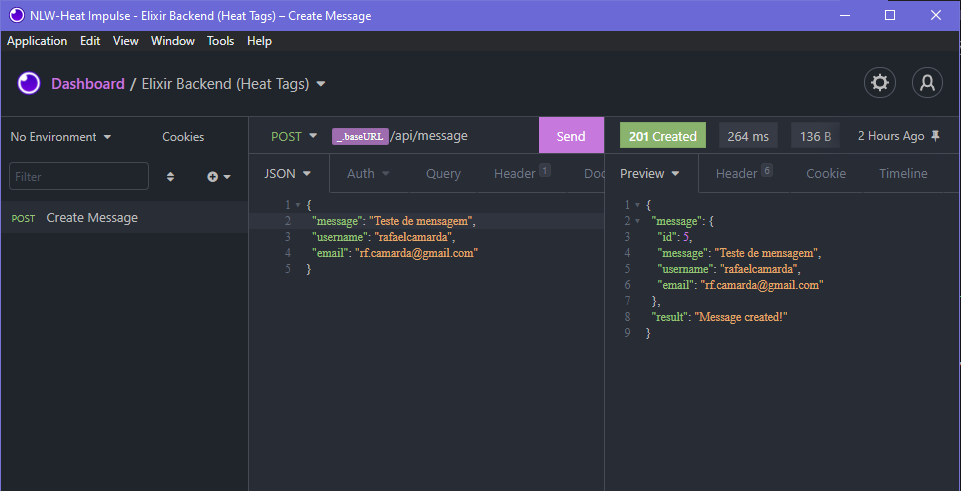 NLW-Heat Impulse - Elixir Backend (Heat Tags) – Create Message
Application Edit View Window Tools Help
Dashboard / Elixir Backend (Heat Tags)
No Environment Cookies
Filter
POST Create Message
POST _.baseURL /api/message Send
JSON Auth Query Header 1 Doc
1 {
2 "message": "Teste de mensagem",
3 "username": "rafaelcamarda",
4 "email": "rf.camarda@gmail.com"
5 }
201 Created 264 ms 136 B 2 Hours Ago
Preview Header 6 Cookie Timeline
1 {
2 "message": {
3 "id": 5,
4 "message": "Teste de mensagem",
5 "username": "rafaelcamarda",
6 "email": "rf.camarda@gmail.com"
7 },
8 "result": "Message created!"
9 }